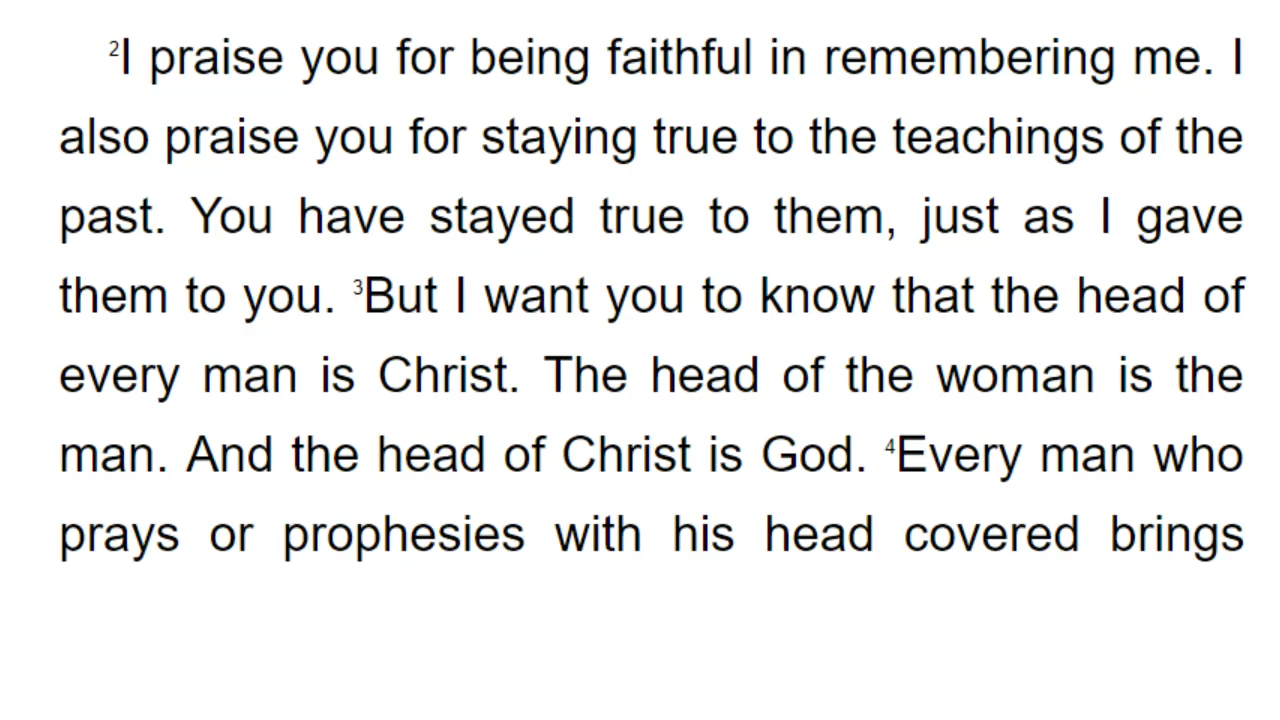 ²I praise you for being faithful in remembering me. I
also praise you for staying true to the teachings of the
past. You have stayed true to them, just as I gave
them to you. ³But I want you to know that the head of
every man is Christ. The head of the woman is the
man. And the head of Christ is God. ⁴Every man who
prays or prophesies with his head covered brings